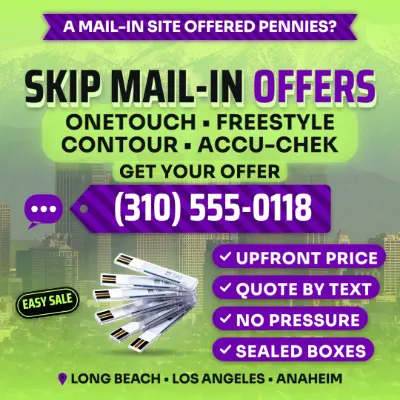 A MAIL-IN SITE OFFERED PENNIES?
SKIP MAIL-IN OFFERS
ONETOUCH • FREESTYLE
CONTOUR • ACCU-CHEK
GET YOUR OFFER
(310) 555-0118
UPFRONT PRICE
QUOTE BY TEXT
NO PRESSURE
SEALED BOXES
EASY SALE
LONG BEACH • LOS ANGELES • ANAHEIM